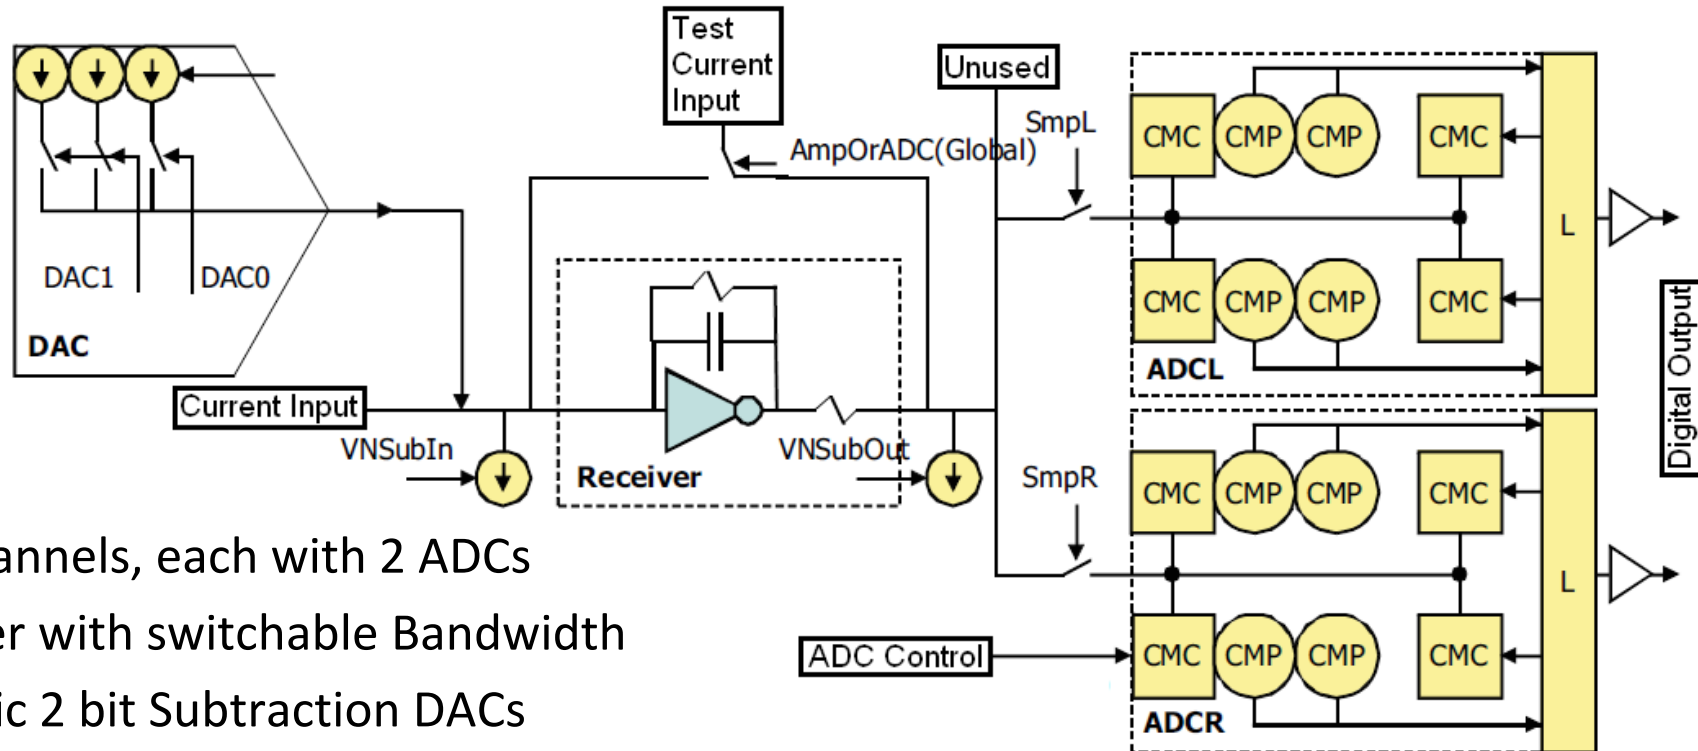 Test
Current
Input
Unused
SmpL
AmpOrADC(Global)
CMC CMP CMP CMC
L
DAC1 DAC0
DAC
CMC CMP CMP CMC
ADCL
Digital Output
Current Input
VNSubIn
Receiver
VNSubOut
SmpR
CMC CMP CMP CMC
L
annels, each with 2 ADCs
er with switchable Bandwidth
ADC Control
CMC CMP CMP CMC
ic 2 bit Subtraction DACs
ADCR